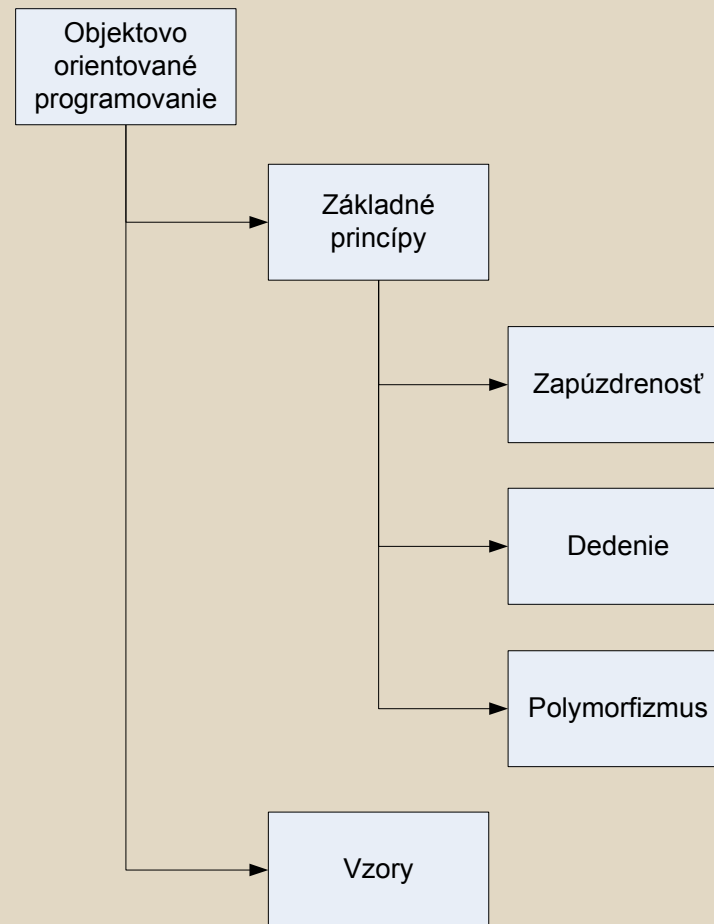 Objektovo
orientované
programovanie
Základné
princípy
Zapúzdrenosť
Dedenie
Polymorfizmus
Vzory